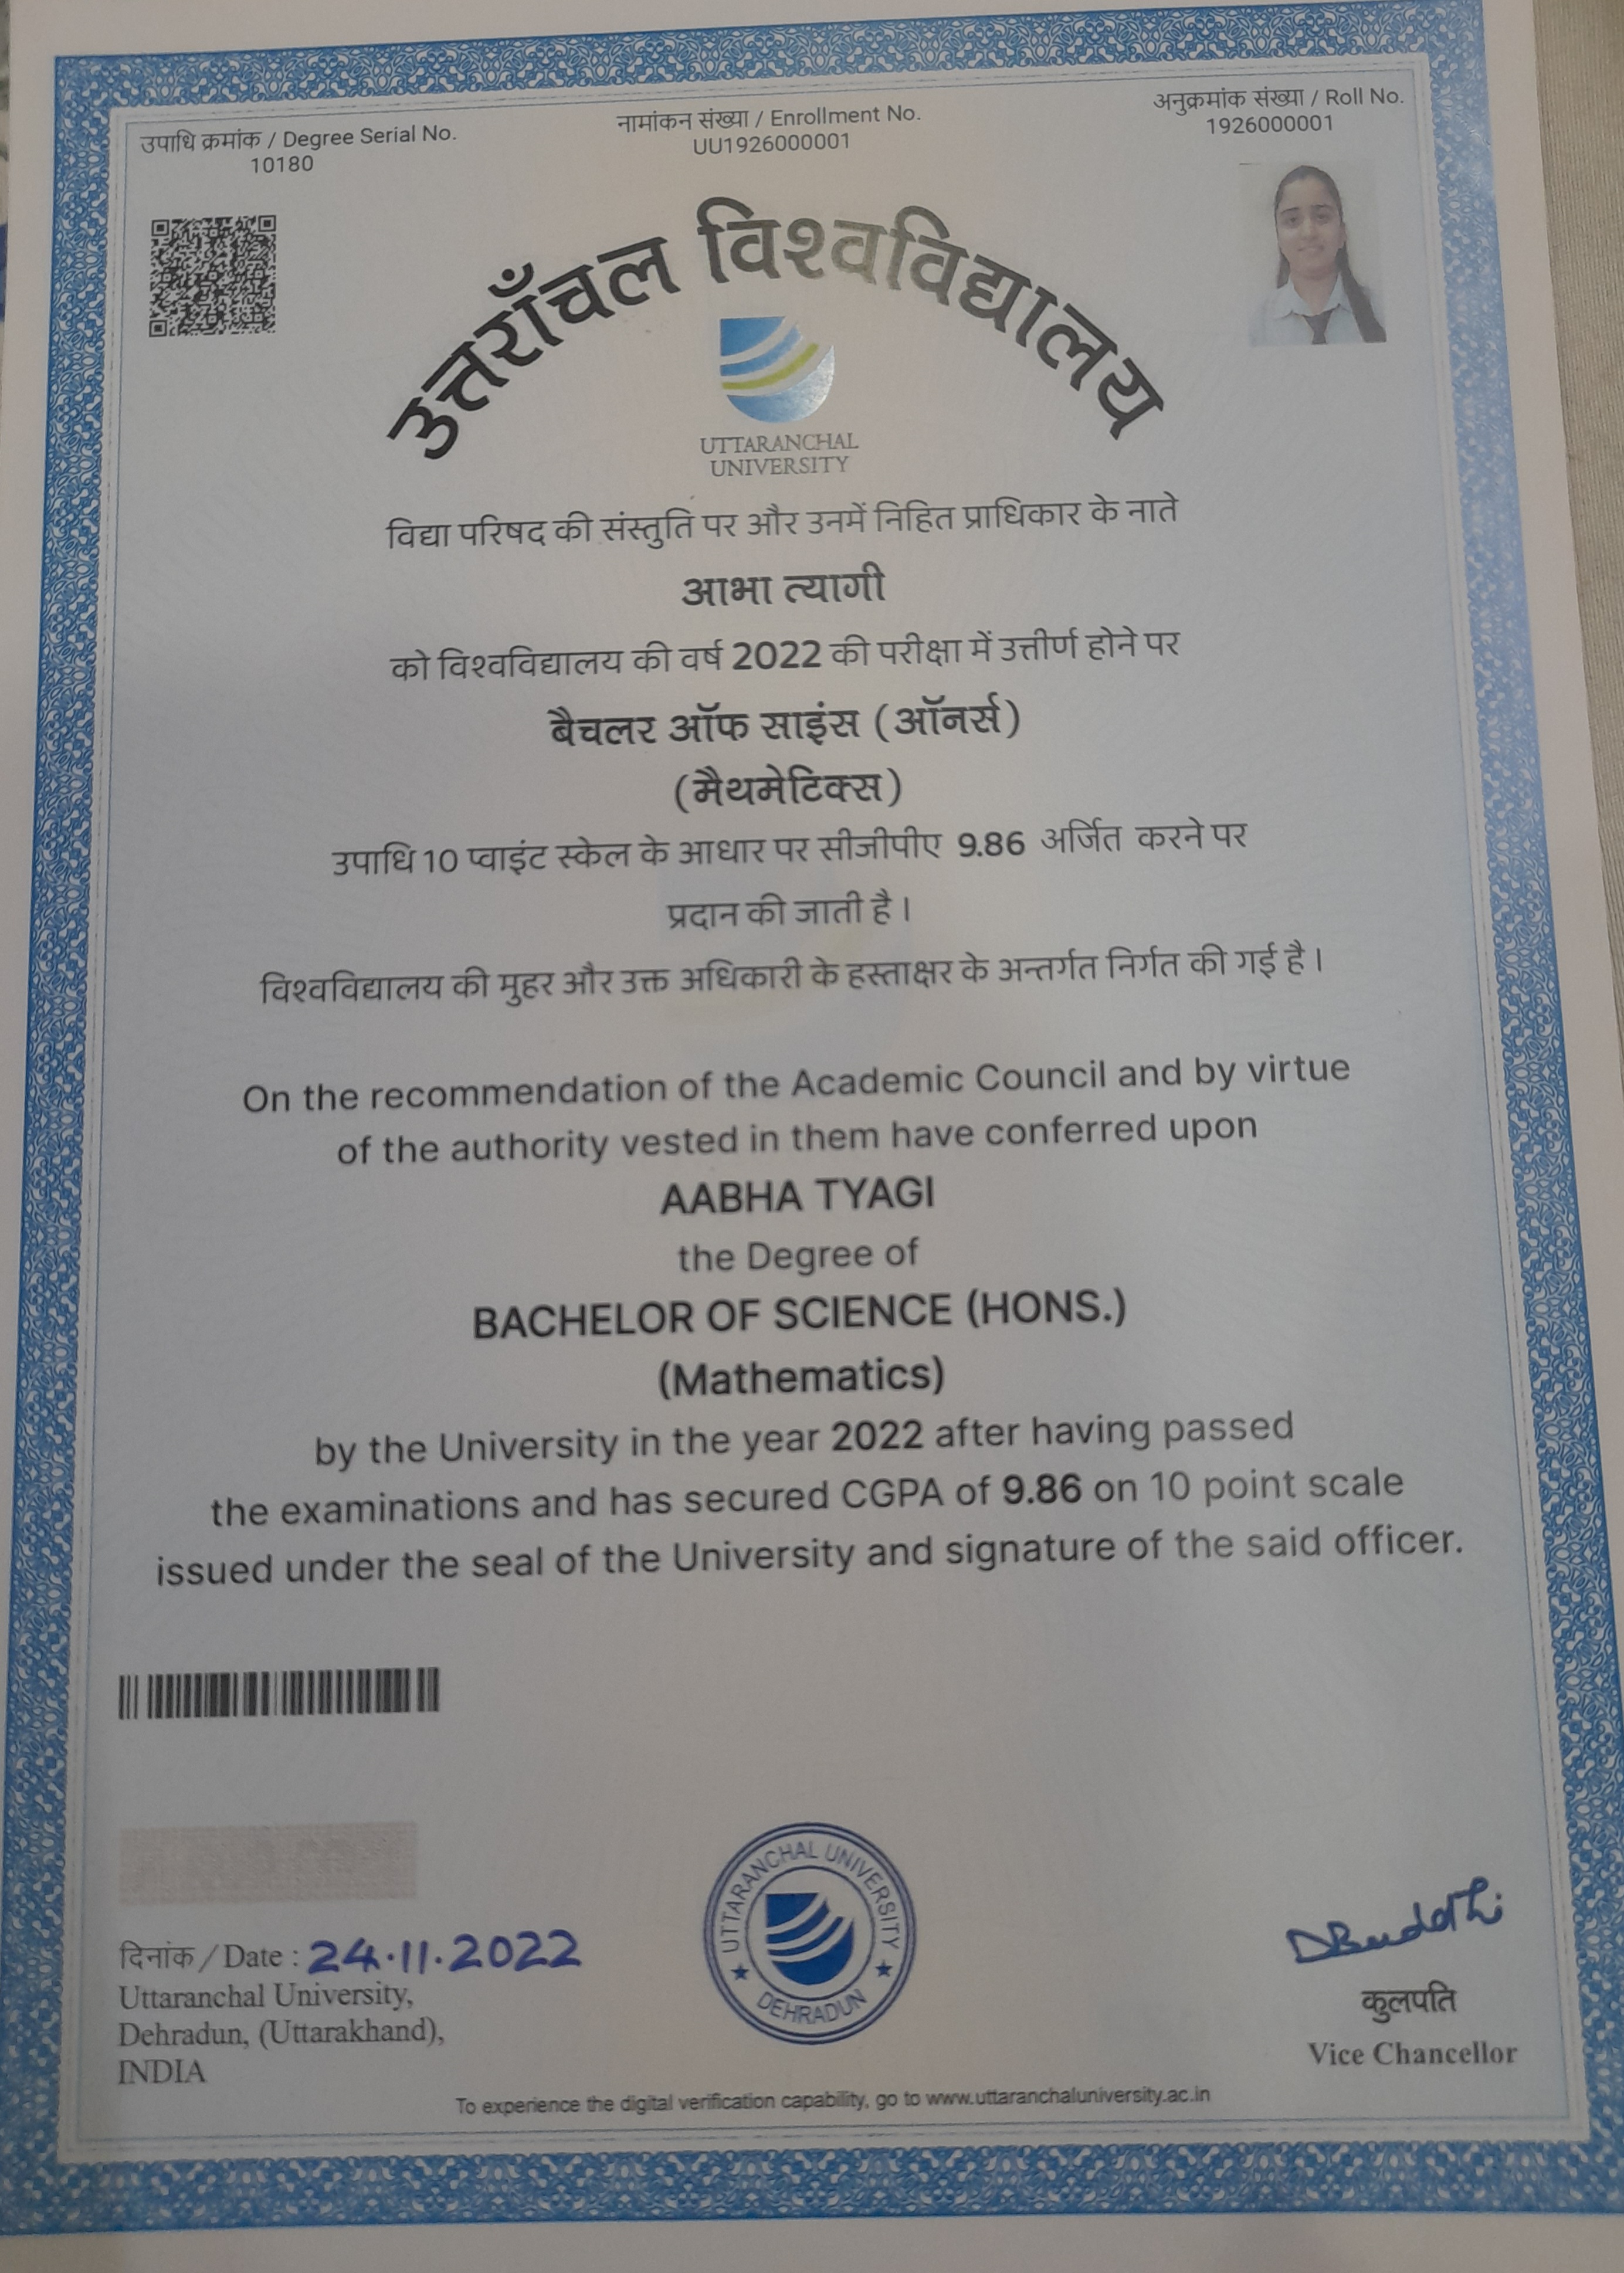 उपाधि क्रमांक / Degree Serial No.
10180
नामांकन संख्या / Enrollment No.
UU1926000001
अनुक्रमांक संख्या / Roll No.
1926000001
उत्तराँचल विश्वविद्यालय
UTTARANCHAL
UNIVERSITY
विद्या परिषद की संस्तुति पर और उनमें निहित प्राधिकार के नाते
आभा त्यागी
को विश्वविद्यालय की वर्ष 2022 की परीक्षा में उत्तीर्ण होने पर
बैचलर ऑफ साइंस (ऑनर्स)
(मैथमेटिक्स)
उपाधि 10 प्वाइंट स्केल के आधार पर सीजीपीए 9.86 अर्जित करने पर
प्रदान की जाती है।
विश्वविद्यालय की मुहर और उक्त अधिकारी के हस्ताक्षर के अन्तर्गत निर्गत की गई है।
On the recommendation of the Academic Council and by virtue
of the authority vested in them have conferred upon
AABHA TYAGI
the Degree of
BACHELOR OF SCIENCE (HONS.)
(Mathematics)
by the University in the year 2022 after having passed
the examinations and has secured CGPA of 9.86 on 10 point scale
issued under the seal of the University and signature of the said officer.
दिनांक / Date : 24.11.2022
Uttaranchal University,
Dehradun, (Uttarakhand),
INDIA
UTTARANCHAL UNIVERSITY
DEHRADUN
कुलपति
Vice Chancellor
To experience the digital verification capability, go to www.uttaranchaluniversity.ac.in